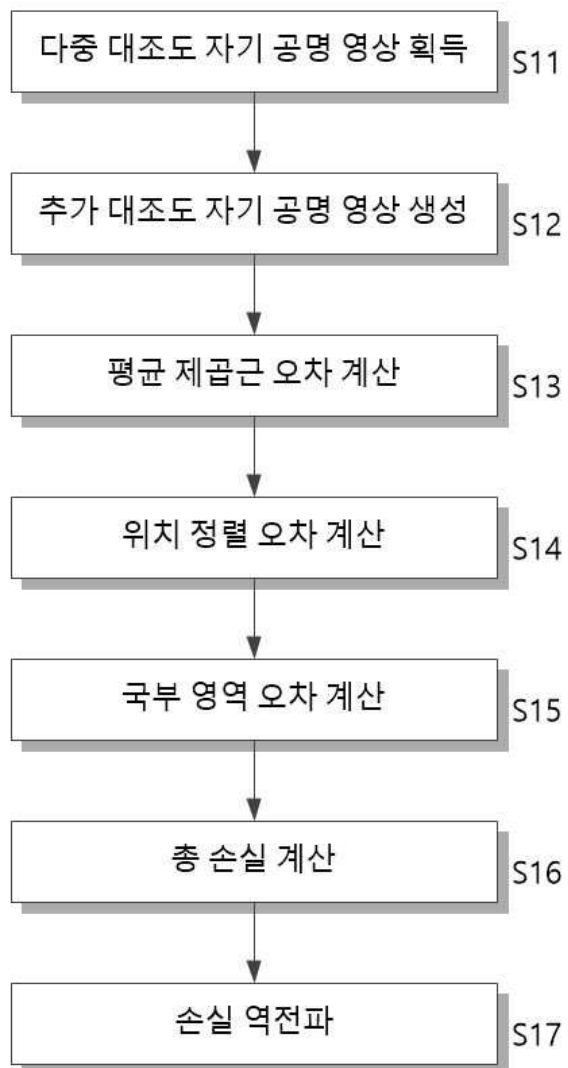 다중 대조도 자기 공명 영상 획득 S11
추가 대조도 자기 공명 영상 생성 S12
평균 제곱근 오차 계산 S13
위치 정렬 오차 계산 S14
국부 영역 오차 계산 S15
총 손실 계산 S16
손실 역전파 S17